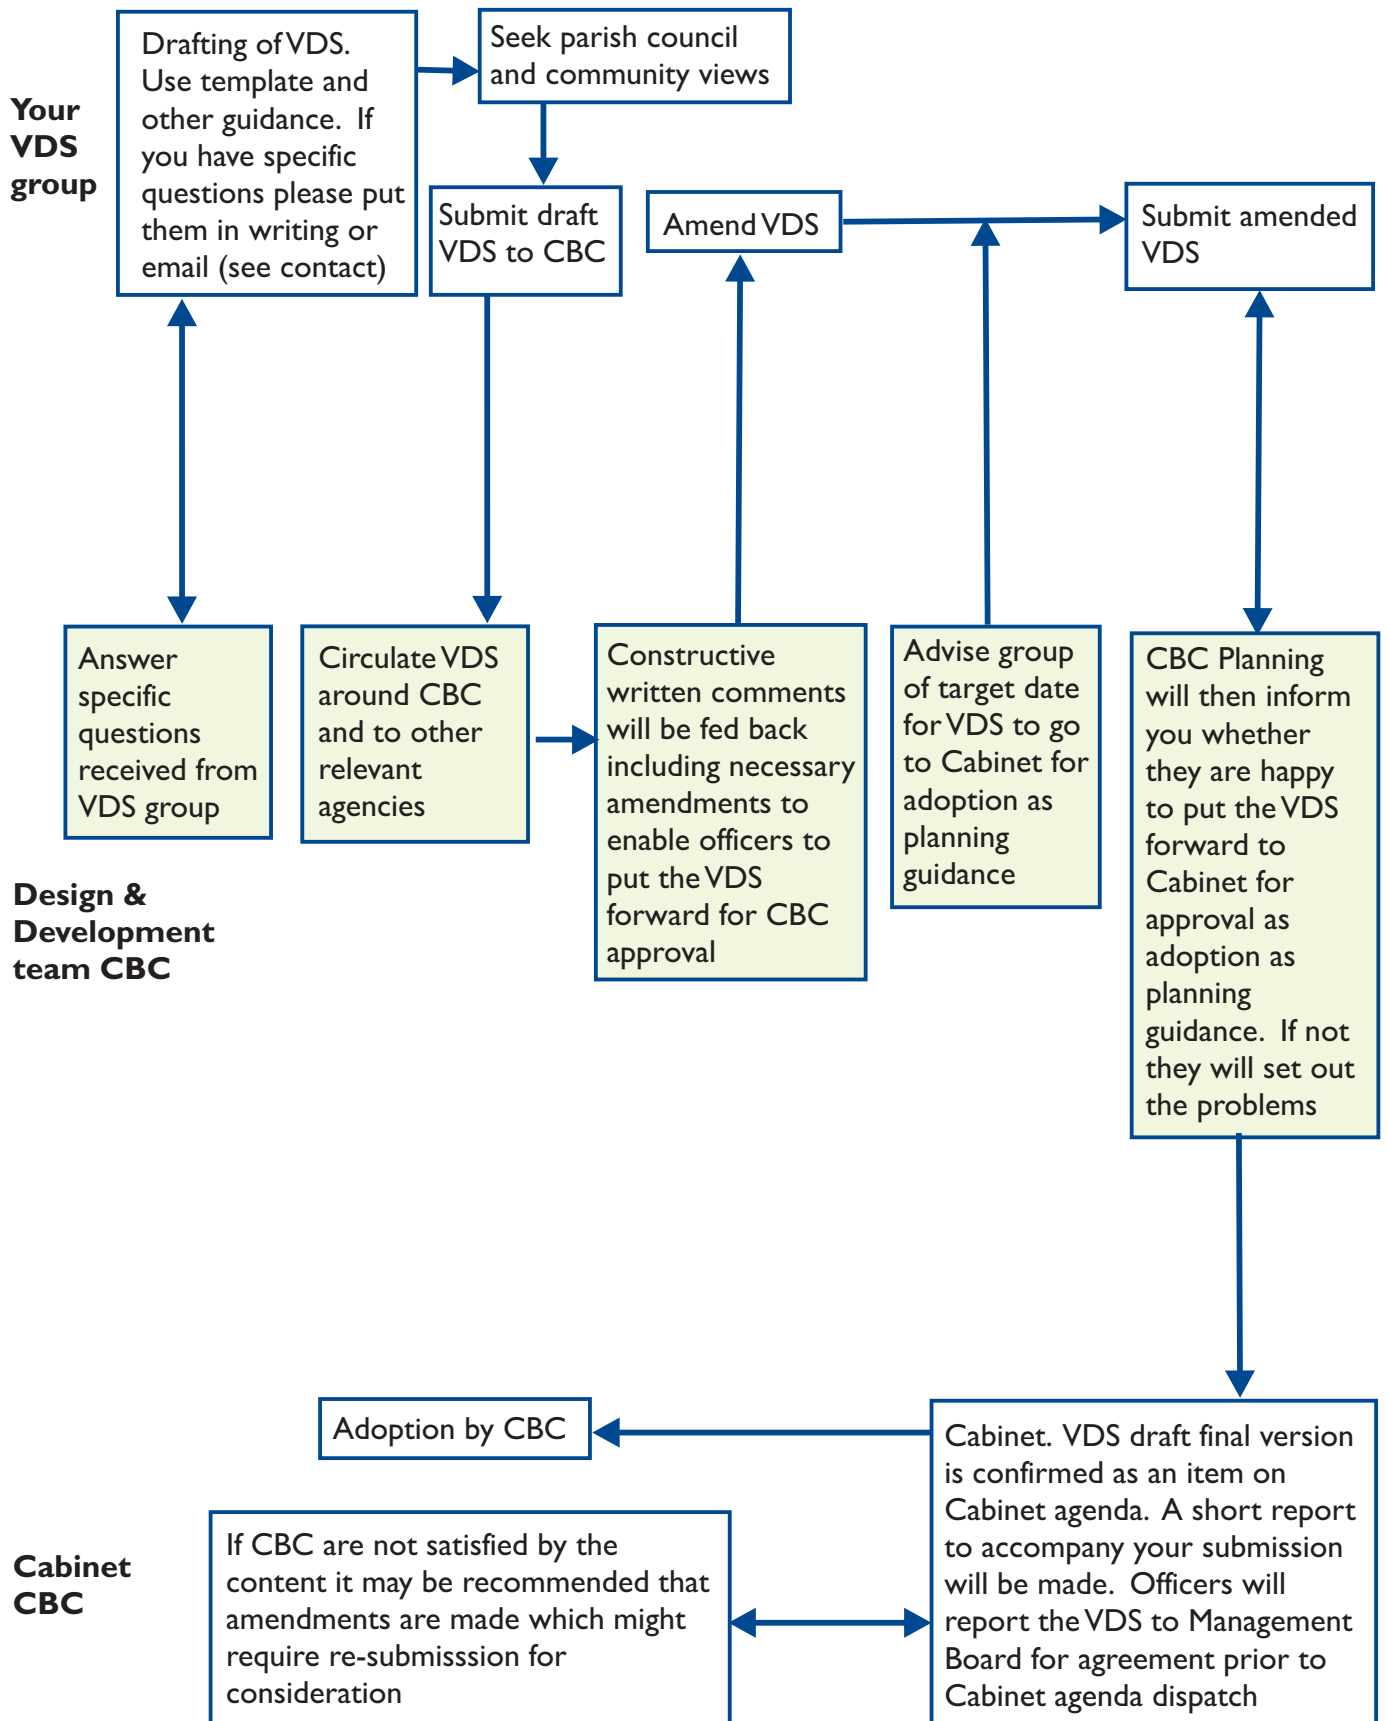 Your
VDS
group
Drafting of VDS.
Use template and
other guidance.  If
you have specific
questions please put
them in writing or
email (see contact)
Seek parish council
and community views
Submit draft
VDS to CBC
Amend VDS
Submit amended
VDS
Design &
Development
team CBC
Answer
specific
questions
received from
VDS group
Circulate VDS
around CBC
and to other
relevant
agencies
Constructive
written comments
will be fed back
including necessary
amendments to
enable officers to
put the VDS
forward for CBC
approval
Advise group
of target date
for VDS to go
to Cabinet for
adoption as
planning
guidance
CBC Planning
will then inform
you whether
they are happy
to put the VDS
forward to
Cabinet for
approval as
adoption as
planning
guidance.  If not
they will set out
the problems
Cabinet
CBC
Adoption by CBC
If CBC are not satisfied by the
content it may be recommended that
amendments are made which might
require re-submisssion for
consideration
Cabinet.  VDS draft final version
is confirmed as an item on
Cabinet agenda.  A short report
to accompany your submission
will be made.  Officers will
report the VDS to Management
Board for agreement prior to
Cabinet agenda dispatch